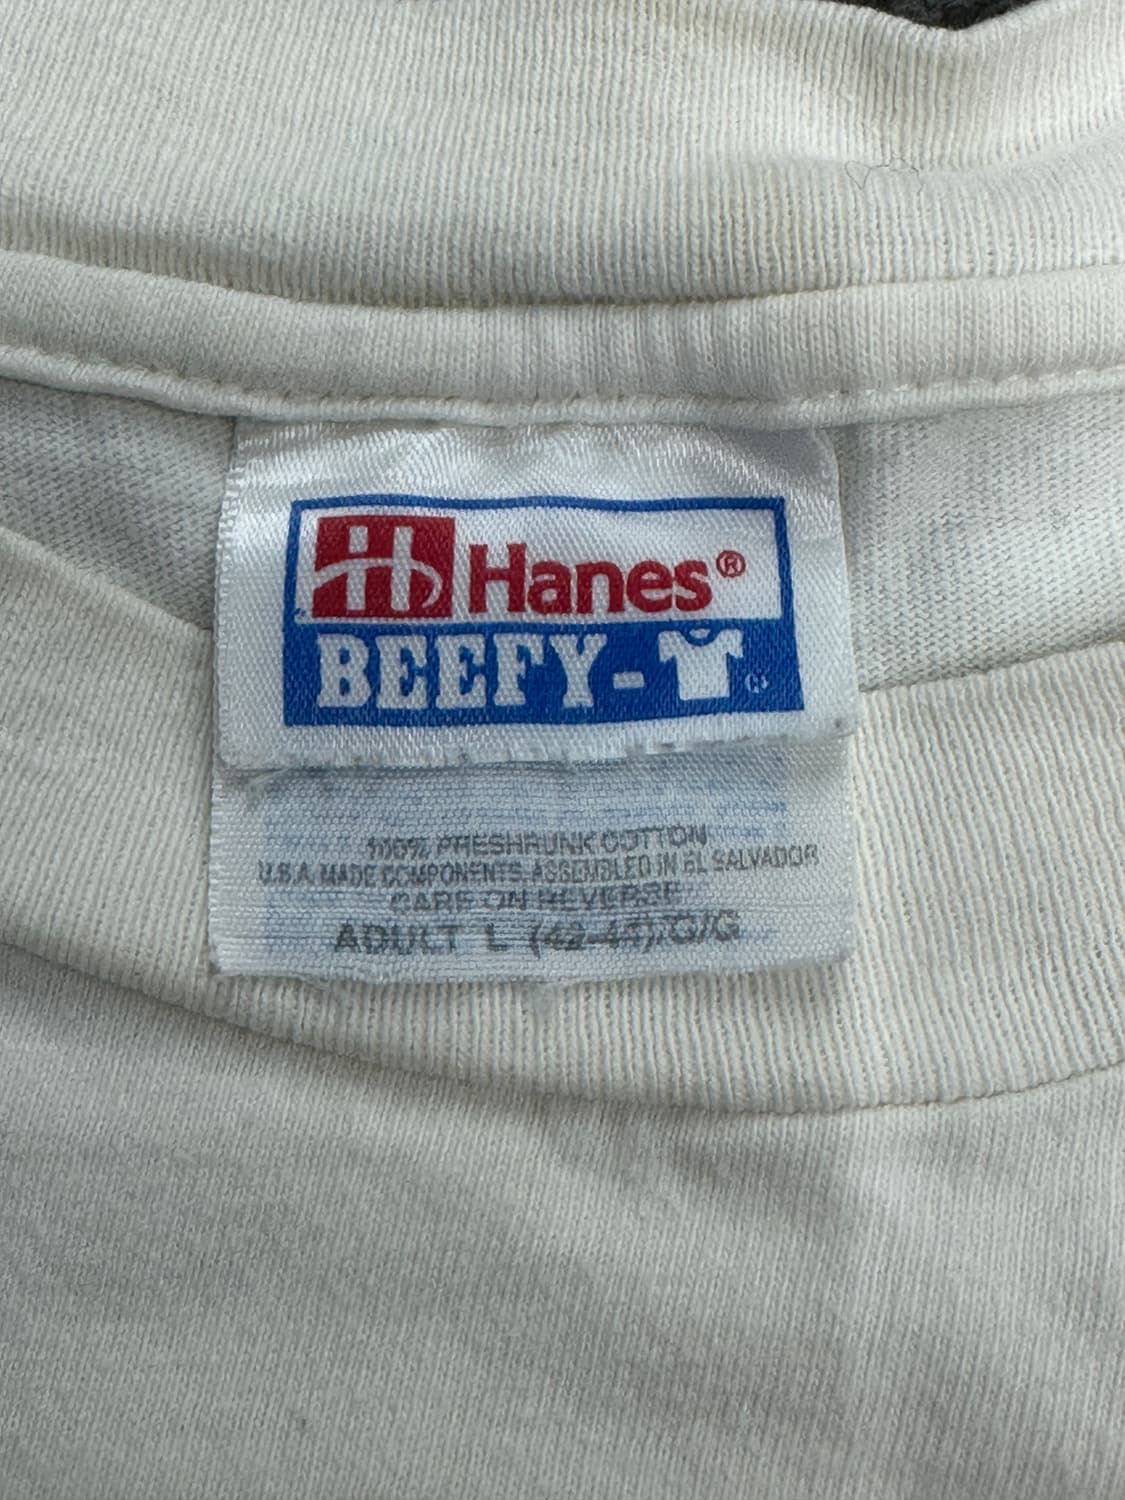 H Hanes®
BEEFY-T®
100% PRESHRUNK COTTON
U.S.A. MADE COMPONENTS. ASSEMBLED IN EL SALVADOR
CARE ON REVERSE
ADULT L (42-44)/G/G